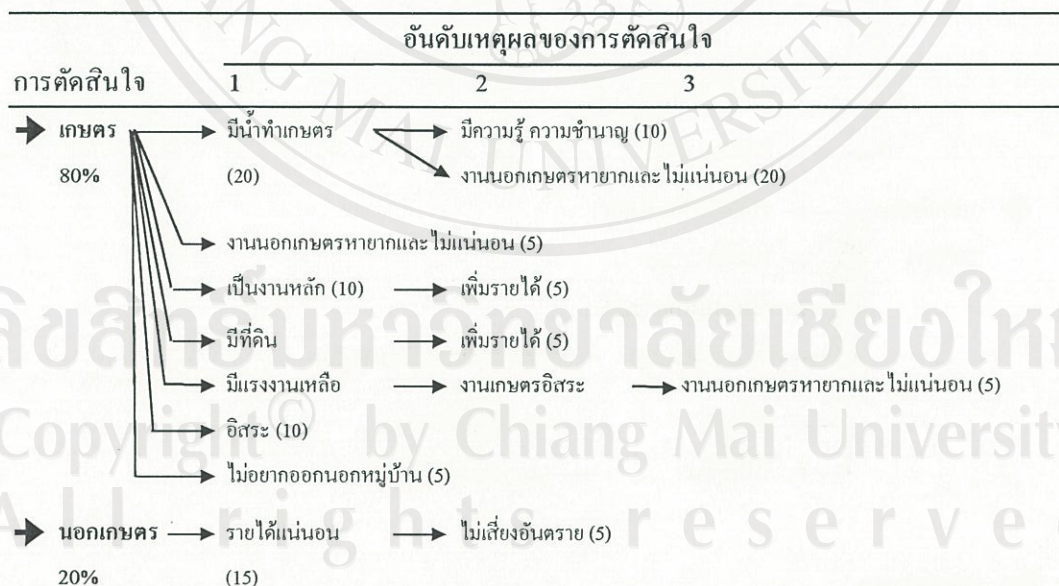 อันดับเหตุผลของการตัดสินใจ
การตัดสินใจ 1 2 3
เกษตร มีน้ำทำเกษตร มีความรู้ ความชำนาญ (10)
80% (20) งานนอกเกษตรหายากและไม่แน่นอน (20)
งานนอกเกษตรหายากและไม่แน่นอน (5)
เป็นงานหลัก (10) เพิ่มรายได้ (5)
มีที่ดิน เพิ่มรายได้ (5)
มีแรงงานเหลือ งานเกษตรอิสระ งานนอกเกษตรหายากและไม่แน่นอน (5)
อิสระ (10)
ไม่อยากออกนอกหมู่บ้าน (5)
นอกเกษตร รายได้แน่นอน ไม่เสี่ยงอันตราย (5)
20% (15)
ANG MAI UNIVERSITY
ลิขสิทธิ์มหาวิทยาลัยเชียงให
Copyright © by Chiang Mai University
All rights reserve